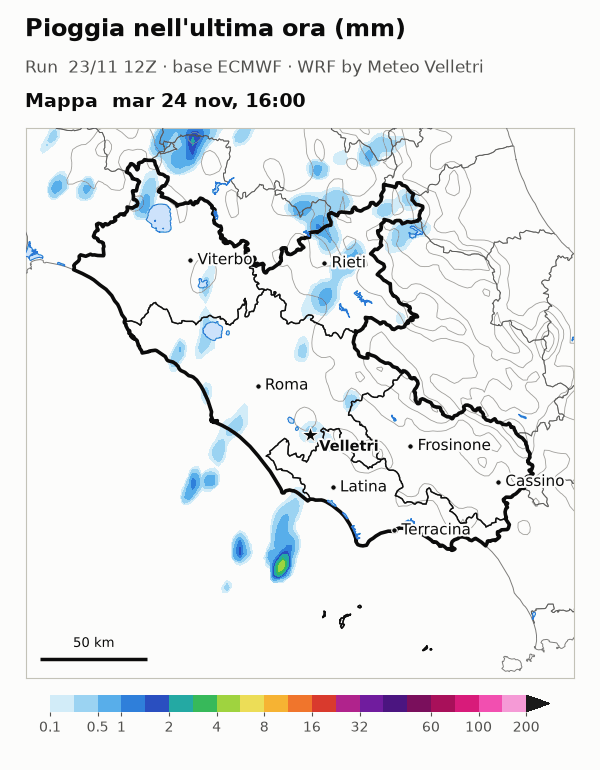 Pioggia nell'ultima ora (mm)
Run  23/11 12Z · base ECMWF · WRF by Meteo Velletri
Mappa  mar 24 nov, 16:00
Viterbo
Rieti
Roma
Velletri
Frosinone
Latina
Cassino
Terracina
50 km
0.1 0.5 1 2 4 8 16 32 60 100 200